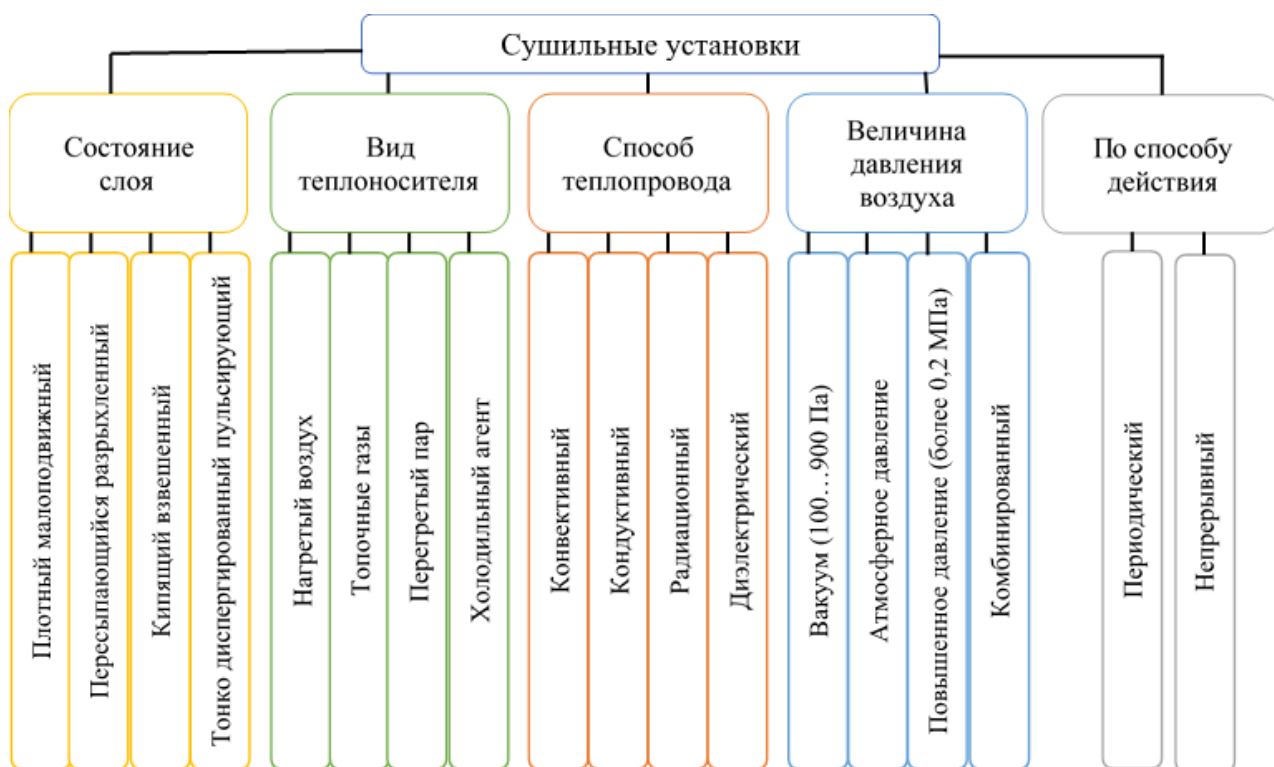 Сушильные установки
Состояние
слоя
Вид
теплоносителя
Способ
теплопровода
Величина
давления
воздуха
По способу
действия
Плотный малоподвижный
Пересыпающийся разрыхленный
Кипящий взвешенный
Тонко диспергированный пульсирующий
Нагретый воздух
Топочные газы
Перегретый пар
Холодильный агент
Конвективный
Кондуктивный
Радиационный
Диэлектрический
Вакуум (100…900 Па)
Атмосферное давление
Повышенное давление (более 0,2 МПа)
Комбинированный
Периодический
Непрерывный